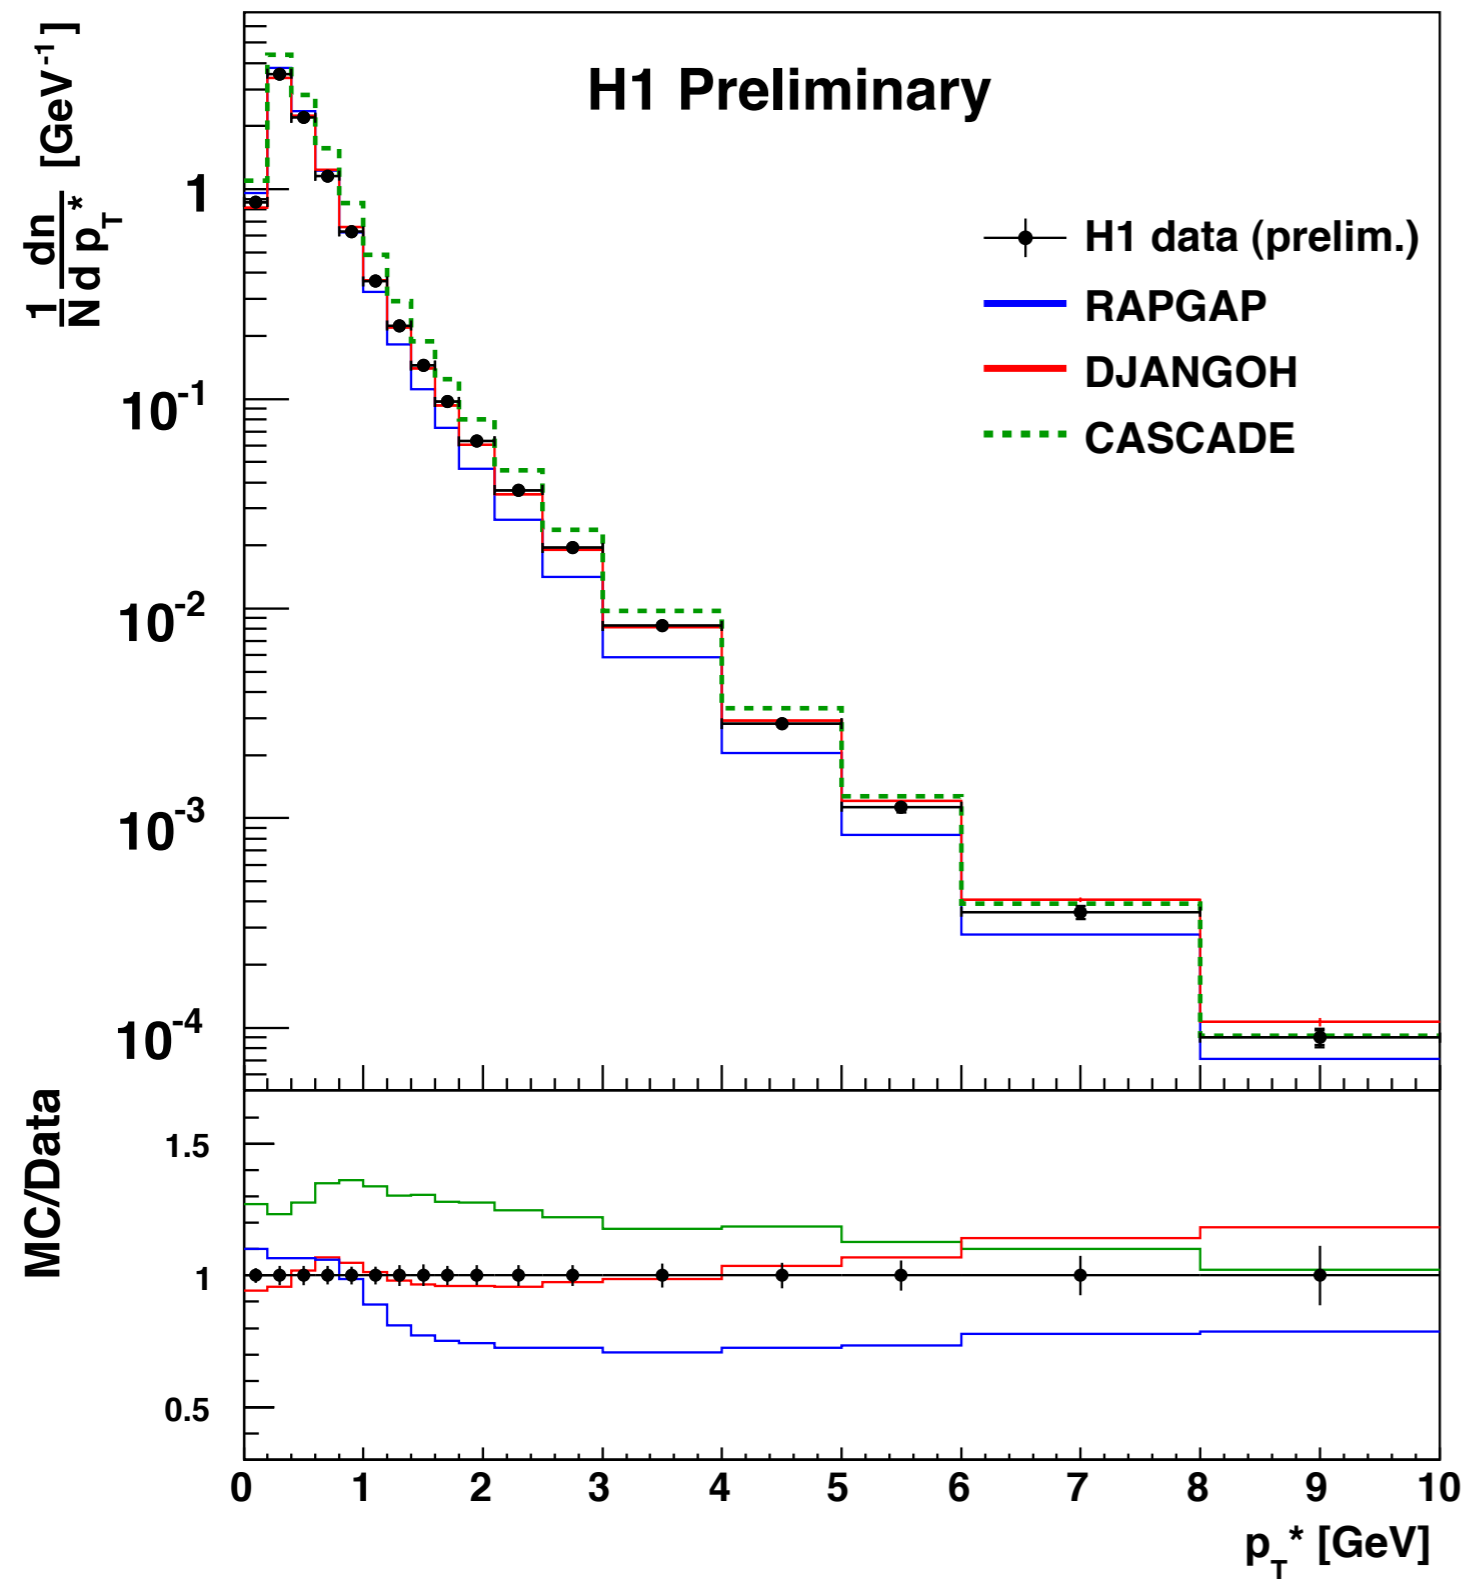 H1 Preliminary
1/N dn/d p_T* [GeV^-1]
1
10^-1
10^-2
10^-3
10^-4
H1 data (prelim.)
RAPGAP
DJANGOH
CASCADE
MC/Data
1.5
1
0.5
0 1 2 3 4 5 6 7 8 9 10
p_T* [GeV]